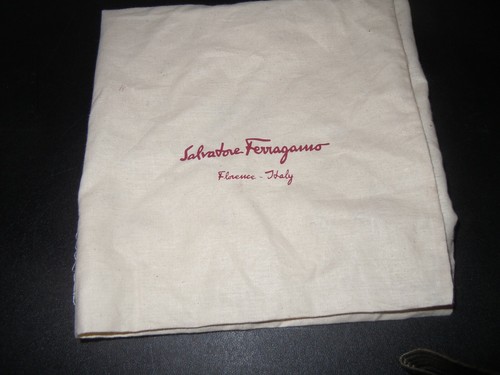 Salvatore Ferragamo
Florence - Italy